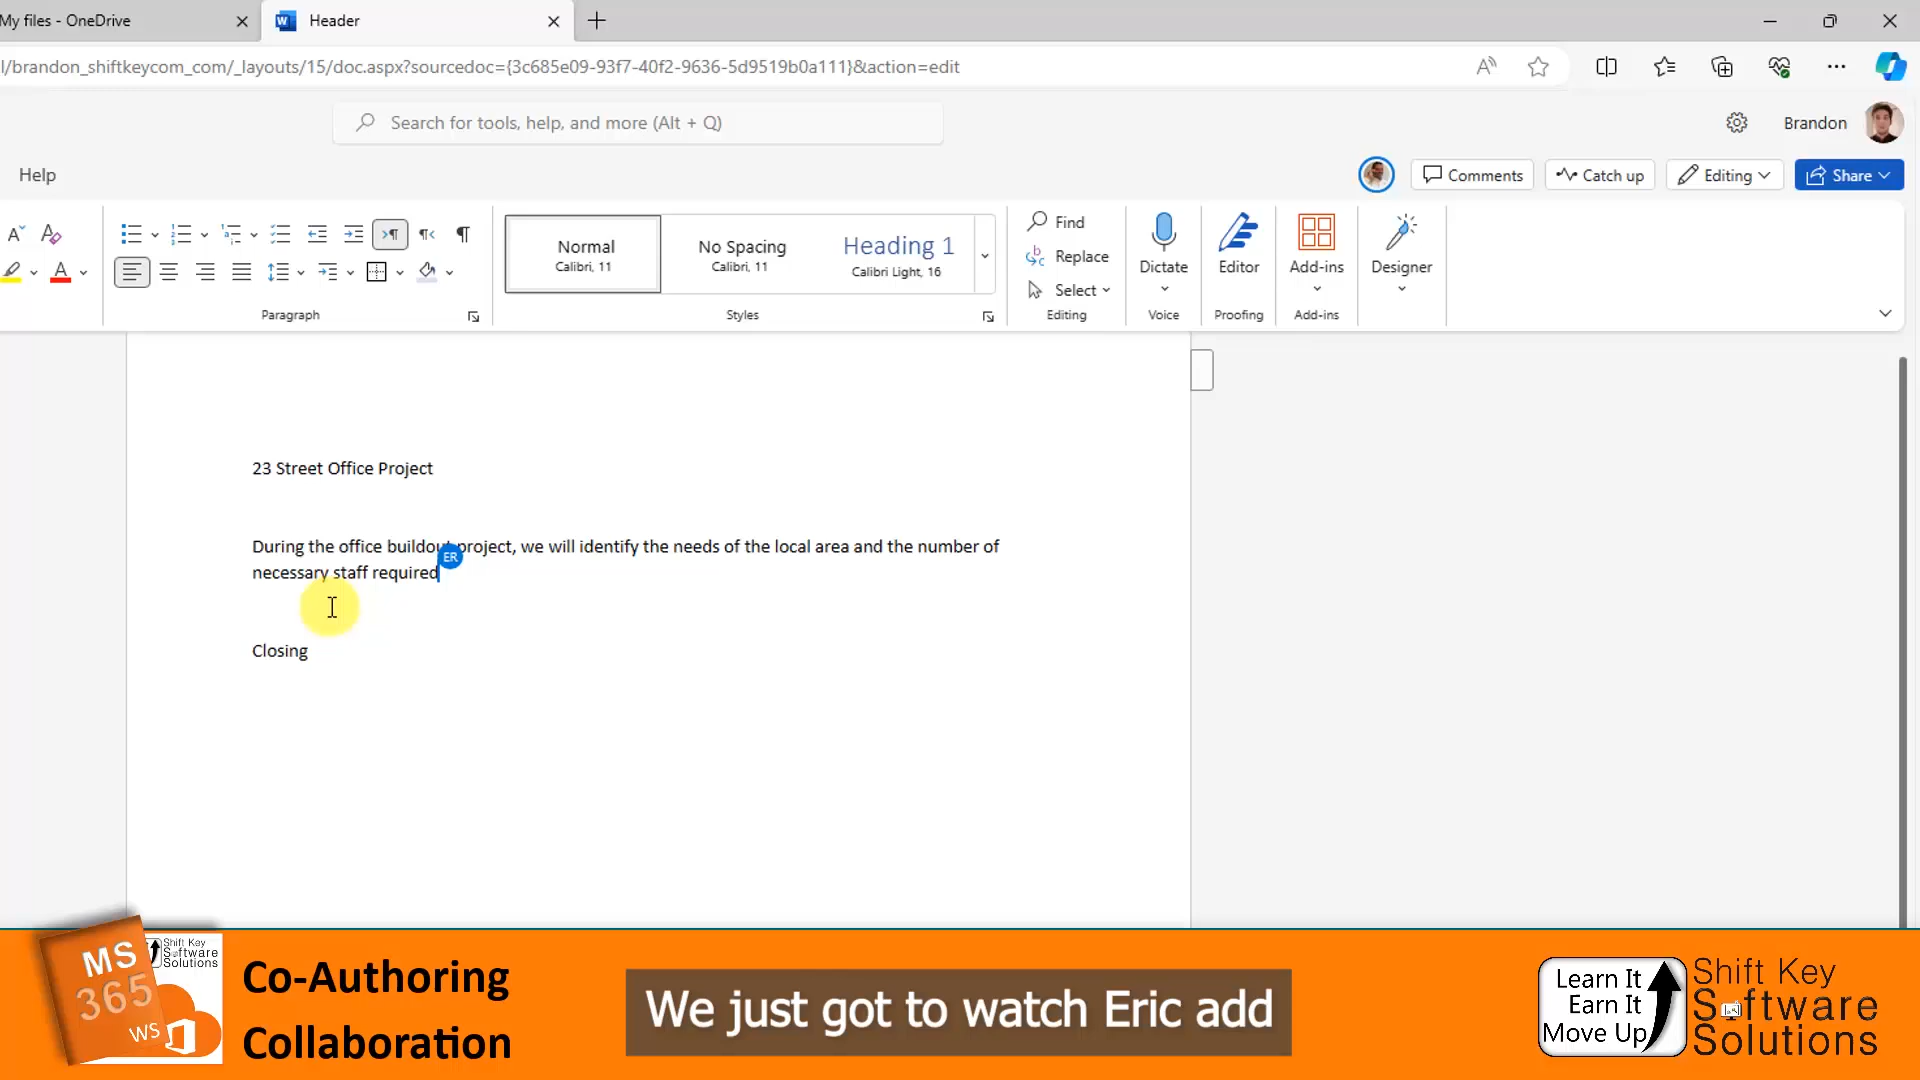 My files - OneDrive
Header
l/brandon_shiftkeycom_com/_layouts/15/doc.aspx?sourcedoc={3c685e09-93f7-40f2-9636-5d9519b0a111}&action=edit
Search for tools, help, and more (Alt + Q)
Brandon
Help
Comments
Catch up
Editing
Share
Normal
Calibri, 11
No Spacing
Calibri, 11
Heading 1
Calibri Light, 16
Find
Replace
Select
Dictate
Editor
Add-ins
Designer
Paragraph
Styles
Editing
Voice
Proofing
Add-ins
23 Street Office Project
During the office buildout project, we will identify the needs of the local area and the number of
necessary staff required
ER
Closing
MS
365
WS
Shift Key
Software
Solutions
Co-Authoring
Collaboration
We just got to watch Eric add
Learn It
Earn It
Move Up
Shift Key
Software
Solutions